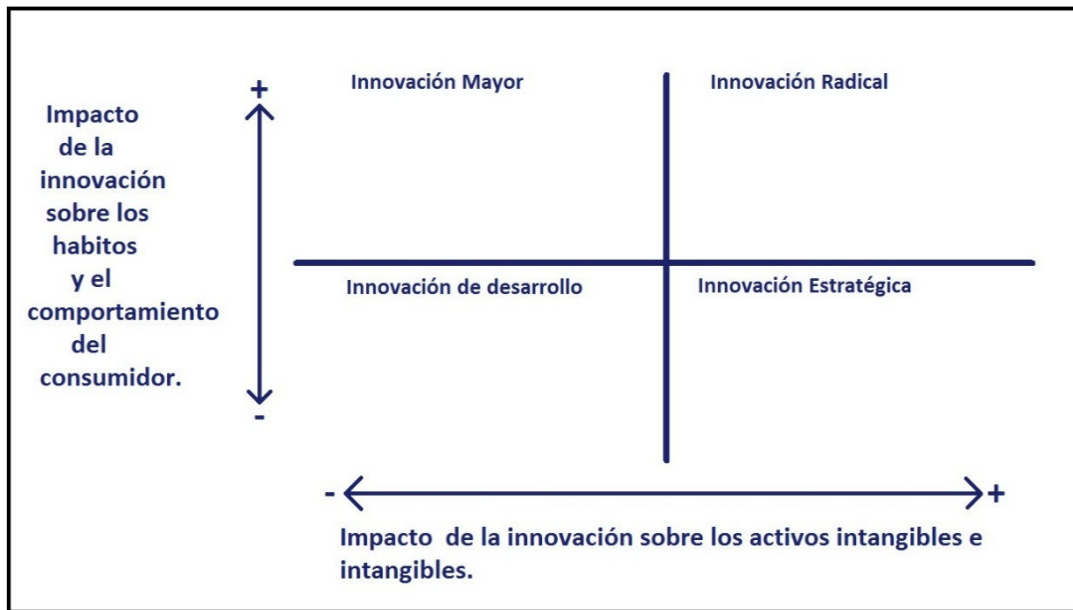 Innovación Mayor
Innovación Radical
+
Impacto
de la
innovación
sobre los
habitos
y el
comportamiento
del
consumidor.
-
Innovación de desarrollo
Innovación Estratégica
-
+
Impacto  de la innovación sobre los activos intangibles e
intangibles.